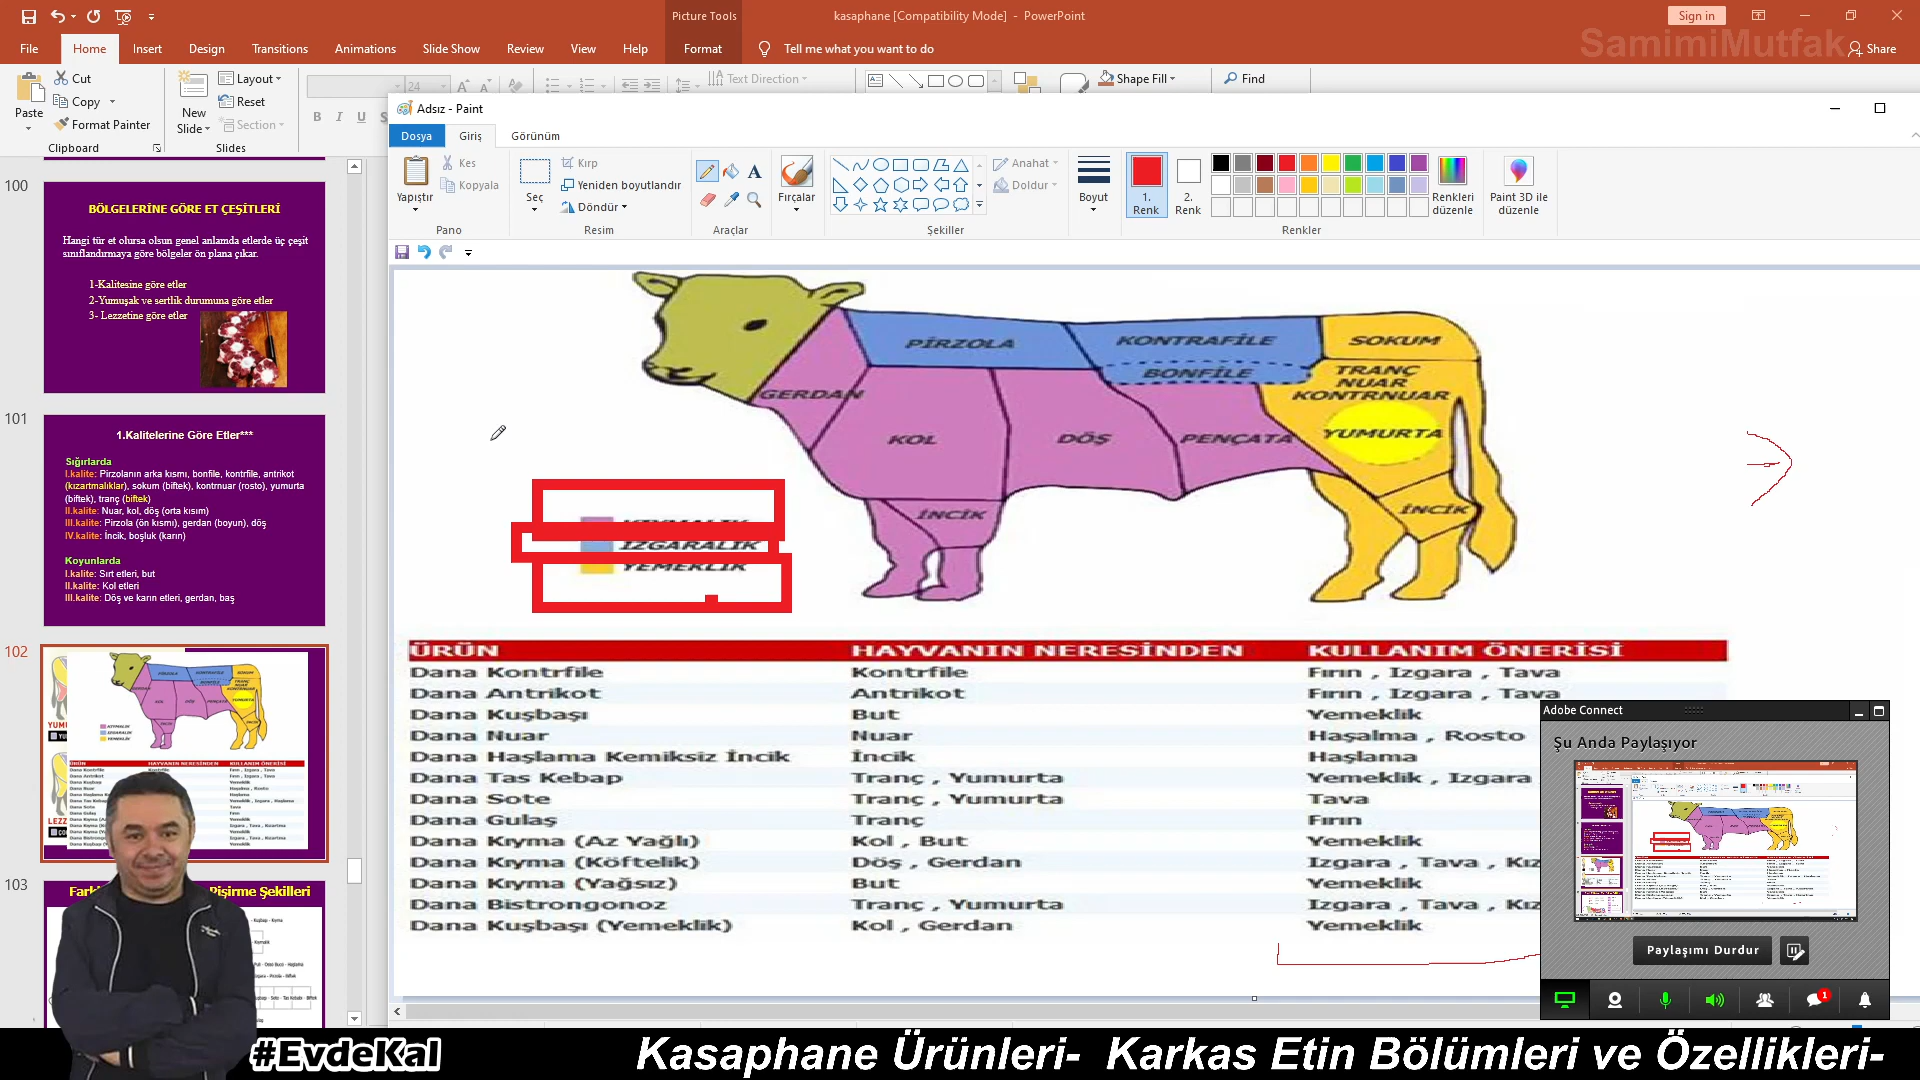 Picture Tools
kasaphane [Compatibility Mode] - PowerPoint
Sign in
SamimiMutfak
File Home Insert Design Transitions Animations Slide Show Review View Help Format Tell me what you want to do Share
Cut
Copy
Format Painter
Paste
Clipboard
New
Slide
Layout
Reset
Section
Slides
24
B I U S
Text Direction
Shape Fill
Find
Adsız - Paint
Dosya Giriş Görünüm
Yapıştır
Kes
Kopyala
Pano
Seç
Kırp
Yeniden boyutlandır
Döndür
Resim
A
Araçlar
Fırçalar
Anahat
Doldur
Şekiller
Boyut
1.
Renk
2.
Renk
Renkleri
düzenle
Renkler
Paint 3D ile
düzenle
100
BÖLGELERİNE GÖRE ET ÇEŞİTLERİ
Hangi tür et olursa olsun genel anlamda etlerde üç çeşit
sınıflandırmaya göre bölgeler ön plana çıkar.
1-Kalitesine göre etler
2-Yumuşak ve sertlik durumuna göre etler
3- Lezzetine göre etler
101
1.Kalitelerine Göre Etler***
Sığırlarda
I.kalite: Pirzolanın arka kısmı, bonfile, kontrfile, antrikot
(kızartmalıklar), sokum (biftek), kontrnuar (rosto), yumurta
(biftek), tranç (biftek)
II.kalite: Nuar, kol, döş (orta kısım)
III.kalite: Pirzola (ön kısmı), gerdan (boyun), döş
IV.kalite: İncik, boşluk (karın)
Koyunlarda
I.kalite: Sırt etleri, but
II.kalite: Kol etleri
III.kalite: Döş ve karın etleri, gerdan, baş
102
103
PİRZOLA
KONTRAFİLE
BONFİLE
SOKUM
TRANÇ
NUAR
KONTRNUAR
YUMURTA
GERDAN
KOL
DÖŞ
PENÇATA
İNCİK
İNCİK
IZGARALIK
YEMEKLİK
ÜRÜN HAYVANIN NERESİNDEN KULLANIM ÖNERİSİ
Dana Kontrfile Kontrfile Fırın , Izgara , Tava
Dana Antrikot Antrikot Fırın , Izgara , Tava
Dana Kuşbaşı But Yemeklik
Dana Nuar Nuar Haşalma , Rosto
Dana Haşlama Kemiksiz İncik İncik Haşlama
Dana Tas Kebap Tranç , Yumurta Yemeklik , Izgara
Dana Sote Tranç , Yumurta Tava
Dana Gulaş Tranç Fırın
Dana Kıyma (Az Yağlı) Kol , But Yemeklik
Dana Kıyma (Köftelik) Döş , Gerdan Izgara , Tava , Kız
Dana Kıyma (Yağsız) But Yemeklik
Dana Bistrongonoz Tranç , Yumurta Izgara , Tava , Kız
Dana Kuşbaşı (Yemeklik) Kol , Gerdan Yemeklik
Adobe Connect
Şu Anda Paylaşıyor
Paylaşımı Durdur
1
#EvdeKal
Kasaphane Ürünleri- Karkas Etin Bölümleri ve Özellikleri-